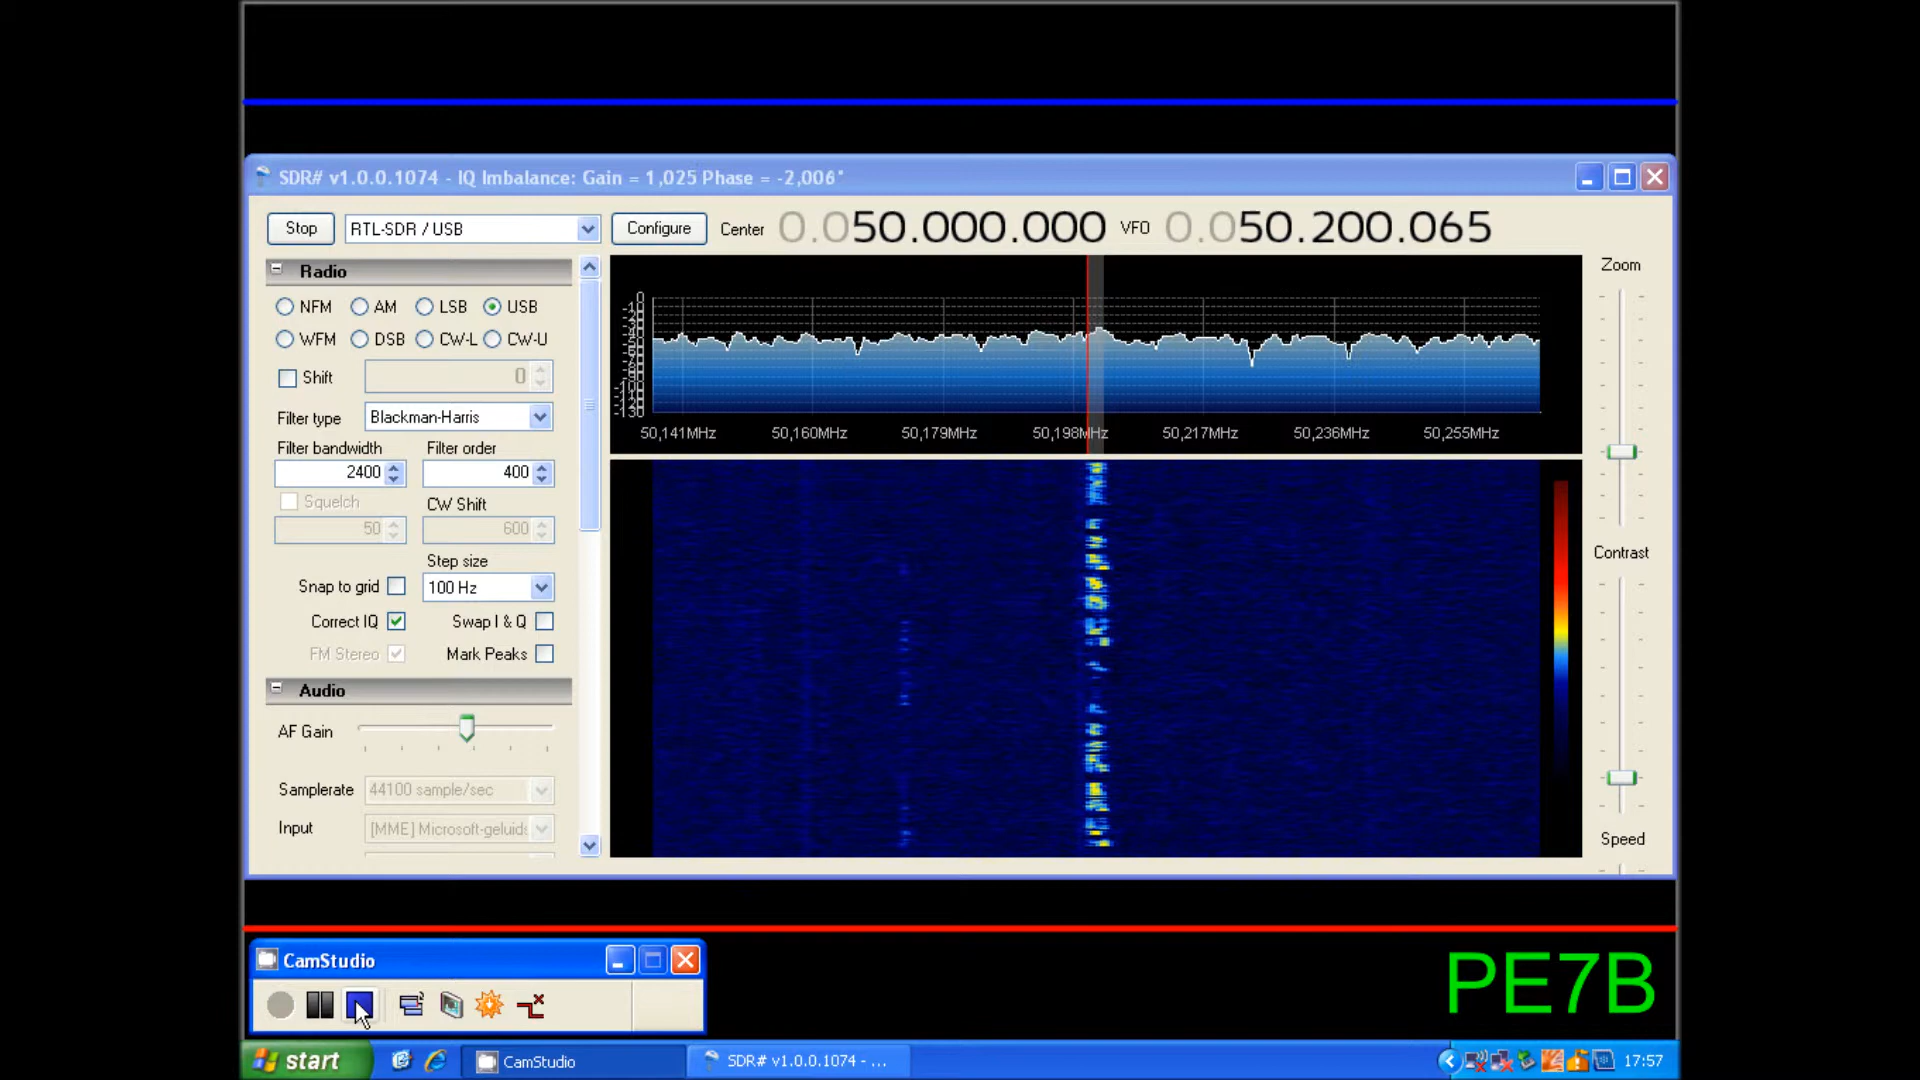 SDR# v1.0.0.1074 - IQ Imbalance: Gain = 1,025 Phase = -2,006°
Stop RTL-SDR / USB Configure Center 0.050.000.000 VFO 0.050.200.065
Radio
NFM AM LSB USB
WFM DSB CW-L CW-U
Shift 0
Filter type Blackman-Harris
Filter bandwidth Filter order
2400 400
Squelch CW Shift
50 600
Step size
Snap to grid 100 Hz
Correct IQ Swap I & Q
FM Stereo Mark Peaks
Audio
AF Gain
Samplerate 44100 sample/sec
Input [MME] Microsoft-geluids
0
-130
50,141MHz 50,160MHz 50,179MHz 50,198MHz 50,217MHz 50,236MHz 50,255MHz
Zoom
Contrast
Speed
CamStudio
PE7B
start CamStudio SDR# v1.0.0.1074 - ... 17:57